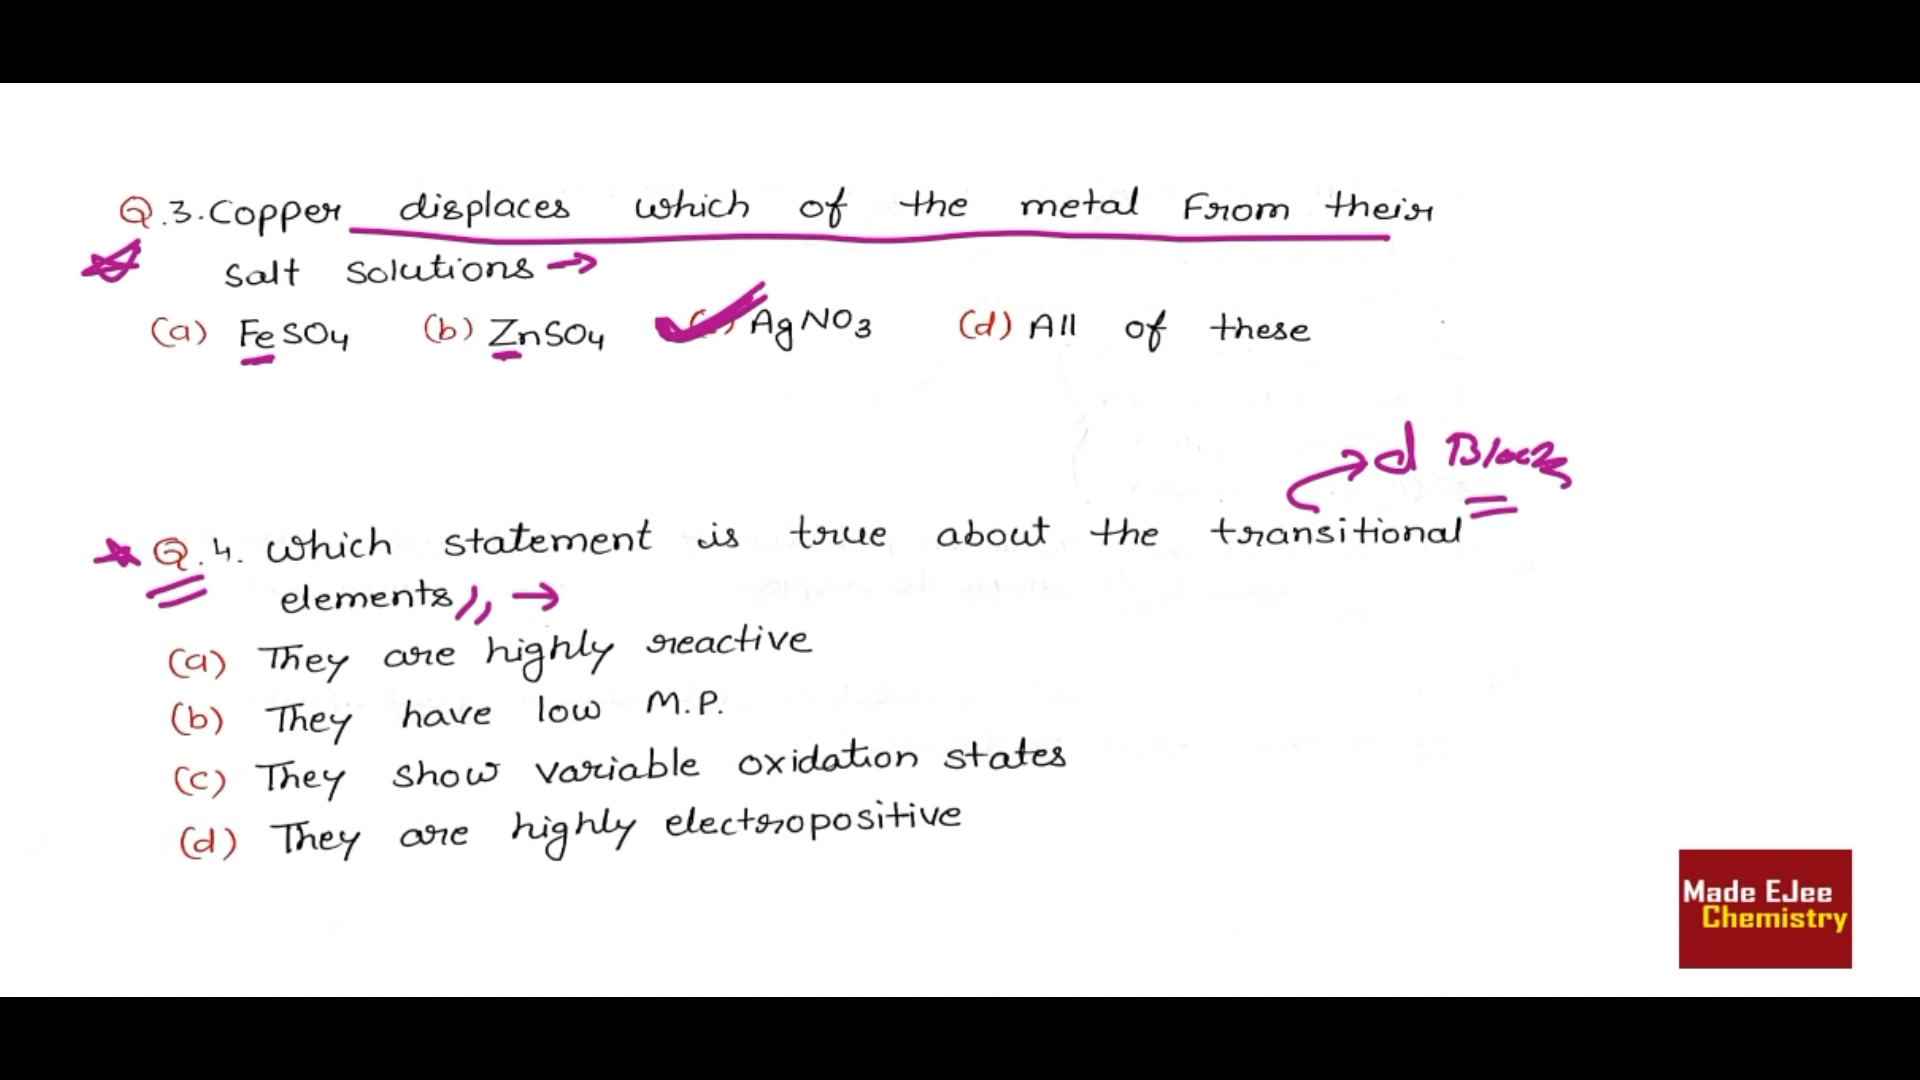 Q.3. Copper displaces which of the metal From their
salt solutions →
(a) FeSO4 (b) ZnSO4 (c) AgNO3 (d) All of these
d Block
Q.4. which statement is true about the transitional
elements,, →
(a) They are highly reactive
(b) They have low M.P.
(c) They show variable oxidation states
(d) They are highly electropositive
Made EJee
Chemistry